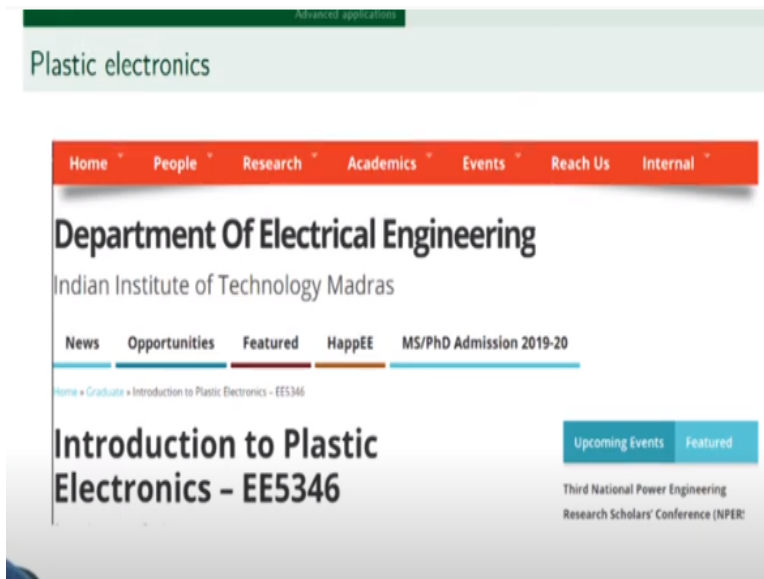 Advanced applications
Plastic electronics
Home People Research Academics Events Reach Us Internal
Department Of Electrical Engineering
Indian Institute of Technology Madras
News Opportunities Featured HappEE MS/PhD Admission 2019-20
Home » Graduate » Introduction to Plastic Electronics – EE5346
Introduction to Plastic
Electronics – EE5346
Upcoming Events Featured
Third National Power Engineering
Research Scholars' Conference (NPER